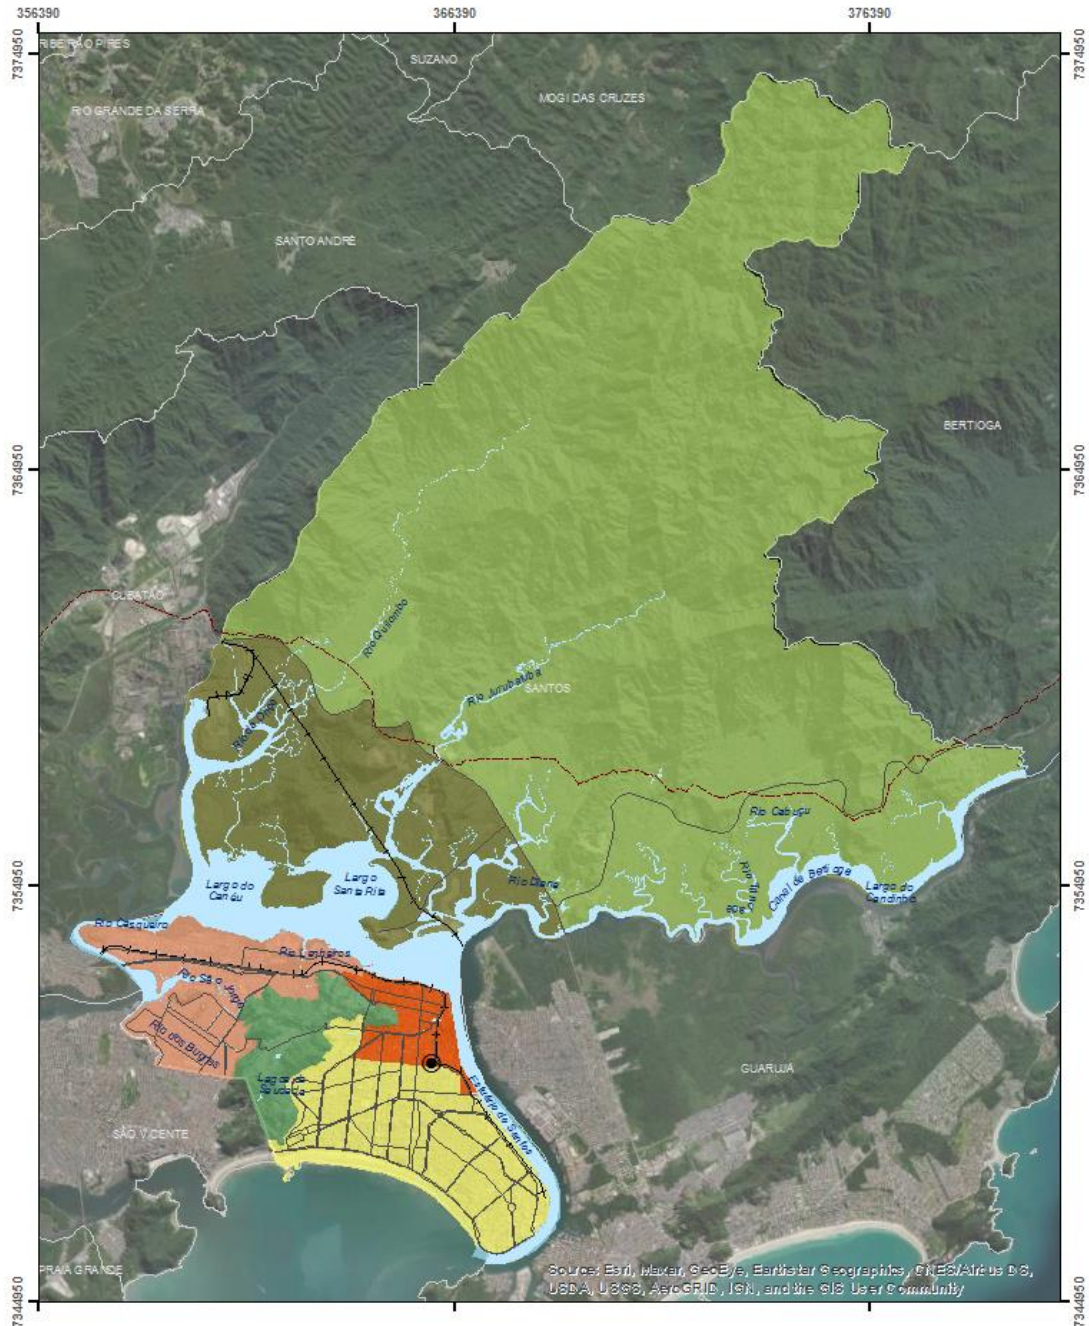 356390
366390
376390
7374950
7374950
RIBEIRÃO PIRES
SUZANO
MOGI DAS CRUZES
RIO GRANDE DA SERRA
SANTO ANDRÉ
BERTIOGA
7364950
7364950
CUBATÃO
Rio Quilombo
Rio Jurubatuba
SANTOS
Rio Cabuçu
Rio Diana
Canal de Bertioga
Largo do
Candinho
Largo do
Canéu
Largo
Santa Rita
7354950
7354950
Rio Casqueiro
Rio Lenheiros
Rio São Jorge
Rio dos Bugres
Lagoa da
Saudade
Estuário de Santos
GUARUJÁ
SÃO VICENTE
PRAIA GRANDE
Source: Esri, Maxar, GeoEye, Earthstar Geographics, CNES/Airbus DS,
USDA, USGS, AeroGRID, IGN, and the GIS User Community
7344950
7344950